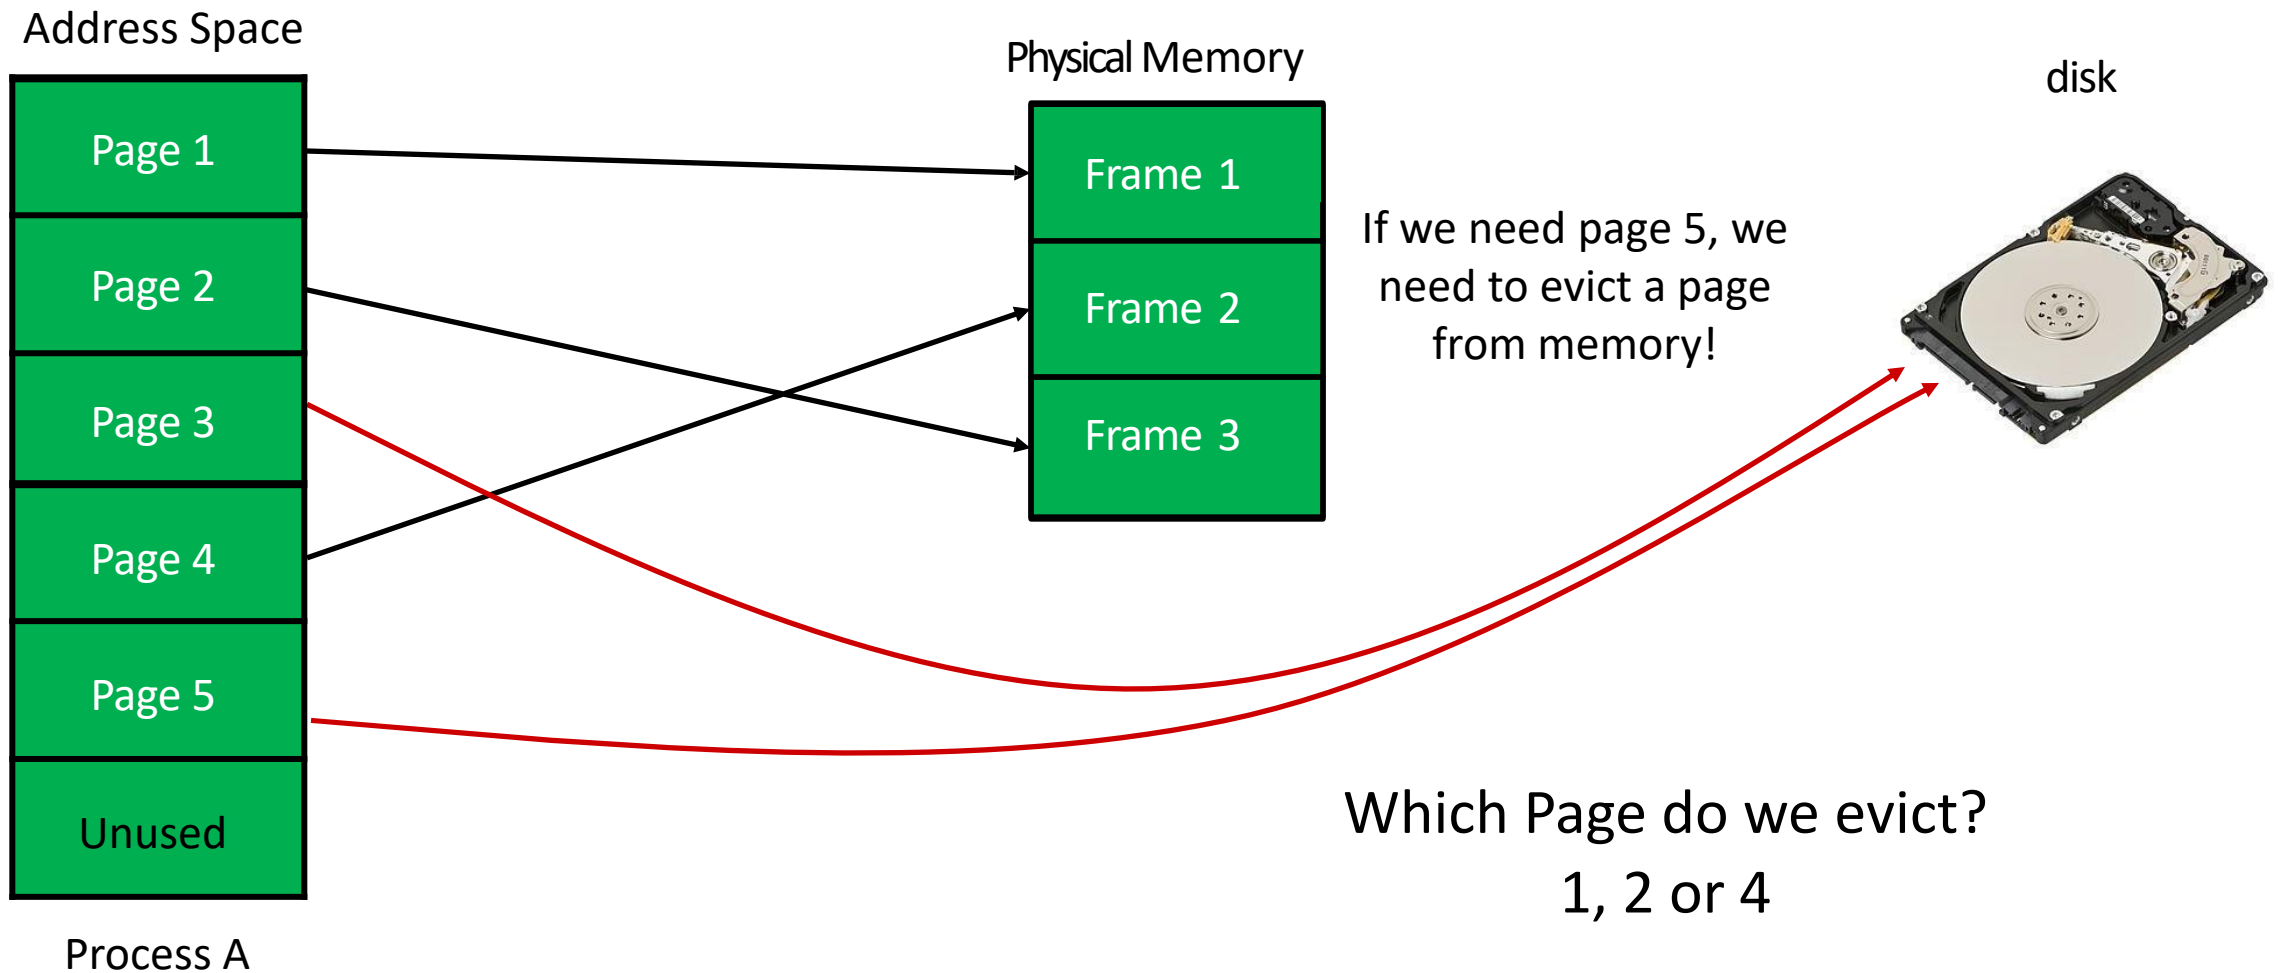 Address Space
Page 1
Page 2
Page 3
Page 4
Page 5
Unused
Process A
Physical Memory
Frame 1
Frame 2
Frame 3
If we need page 5, we
need to evict a page
from memory!
disk
Which Page do we evict?
1, 2 or 4